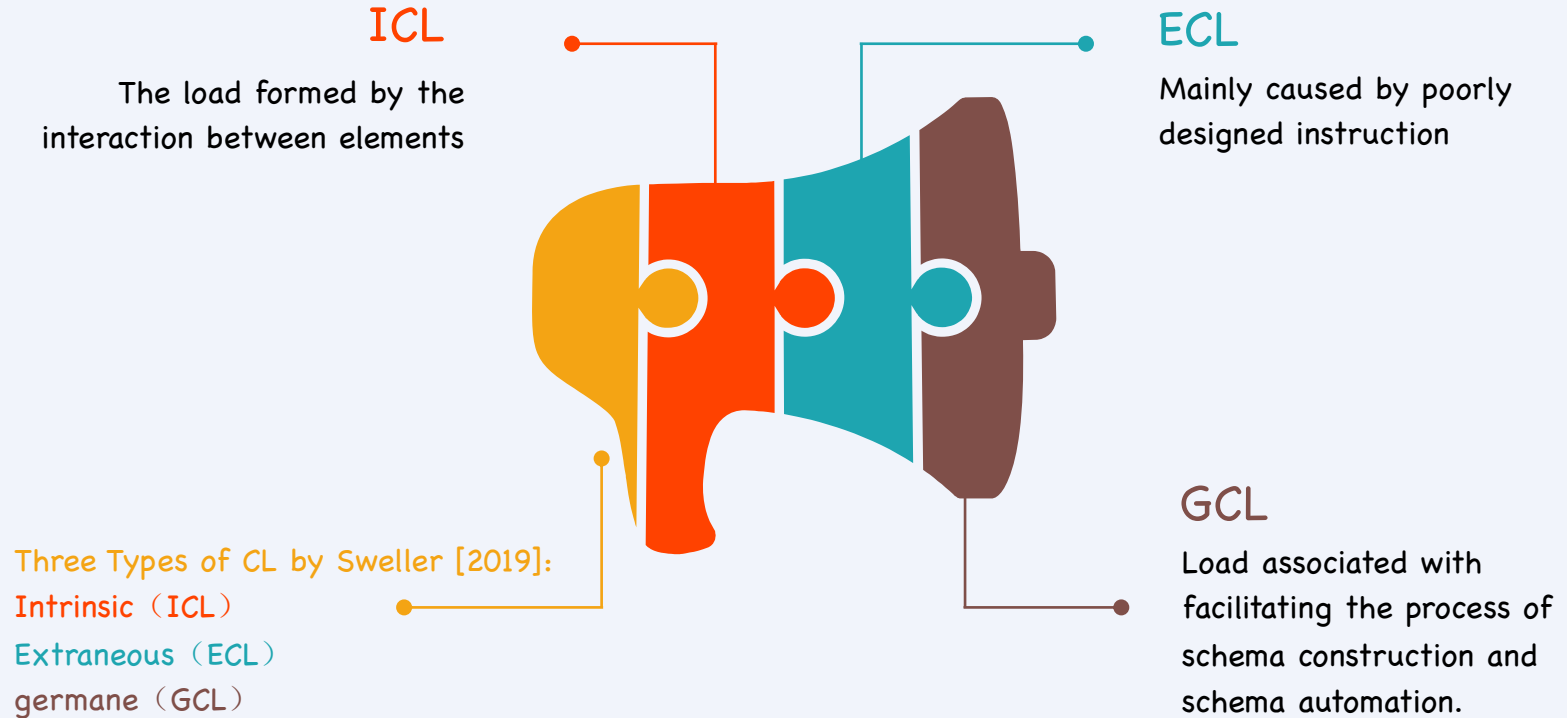 ICL
The load formed by the
interaction between elements
ECL
Mainly caused by poorly
designed instruction
Three Types of CL by Sweller [2019]:
Intrinsic（ICL）
Extraneous（ECL）
germane（GCL）
GCL
Load associated with
facilitating the process of
schema construction and
schema automation.